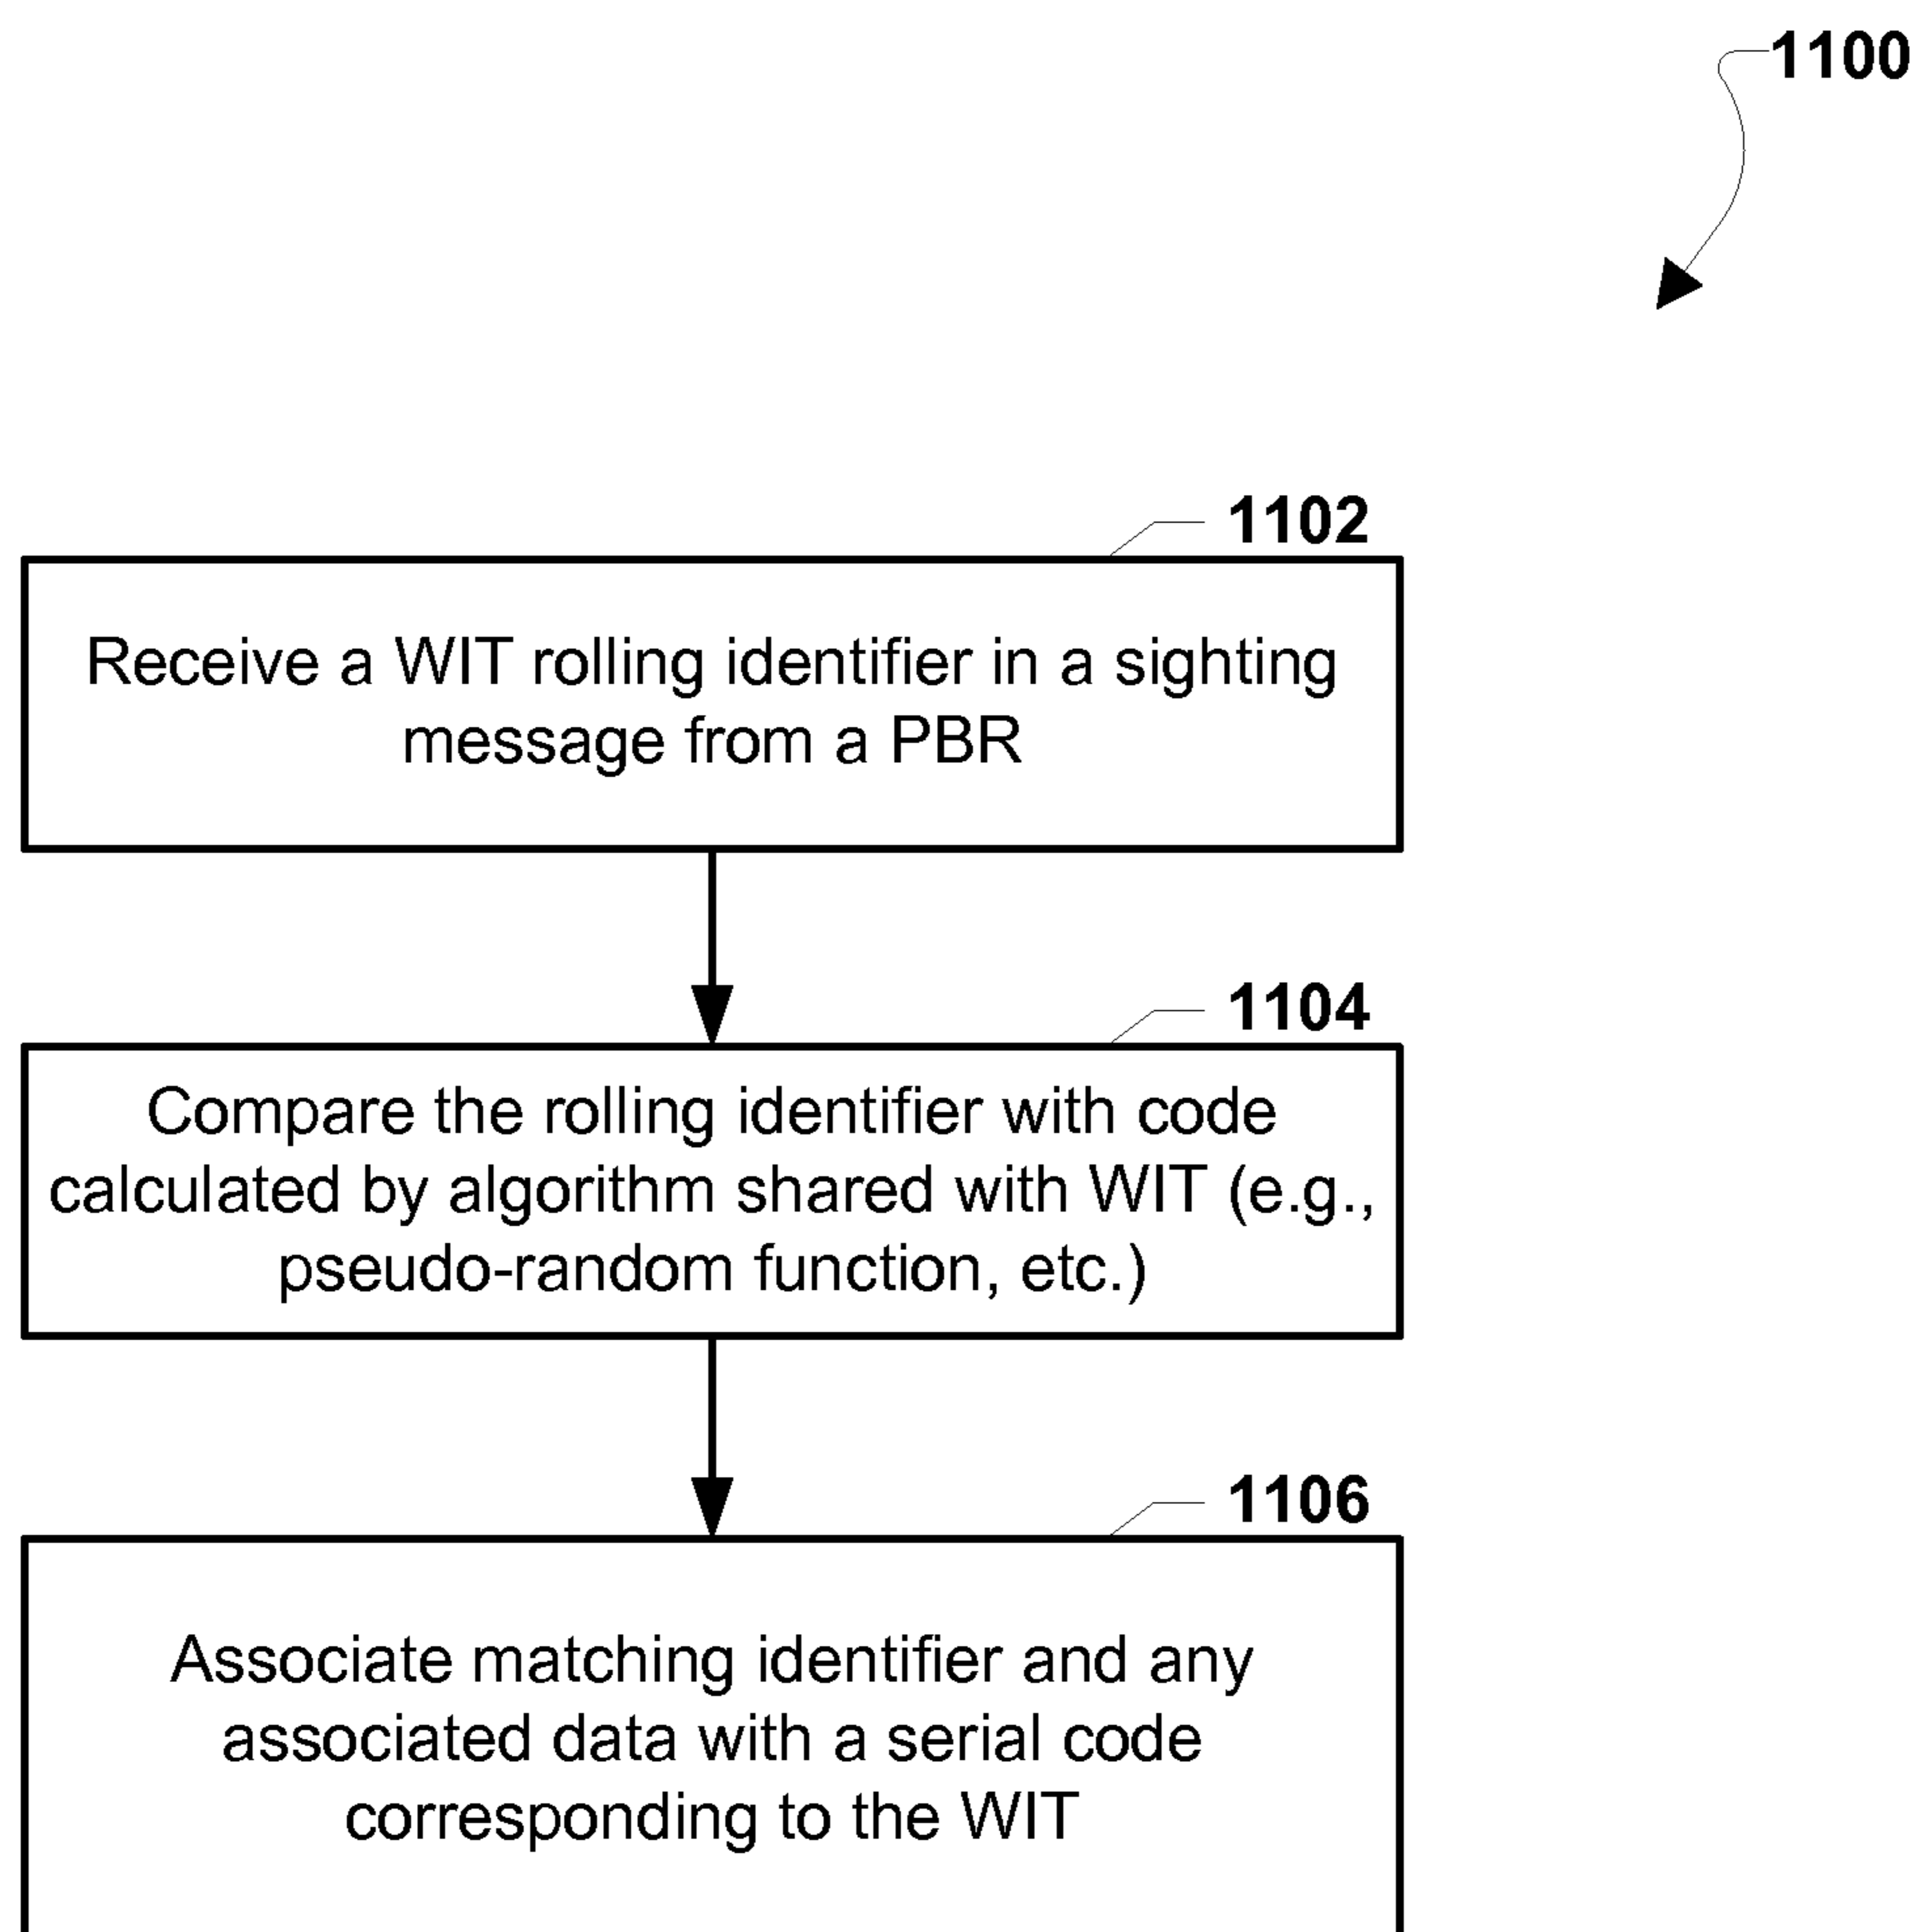 1100
1102
Receive a WIT rolling identifier in a sighting
message from a PBR
1104
Compare the rolling identifier with code
calculated by algorithm shared with WIT (e.g.,
pseudo-random function, etc.)
1106
Associate matching identifier and any
associated data with a serial code
corresponding to the WIT